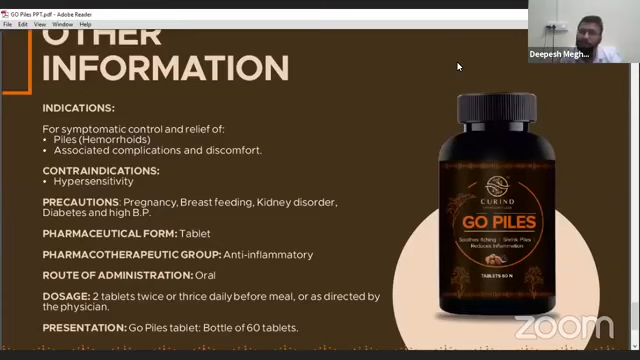 GO Piles PPT.pdf - Adobe Reader
File Edit View Window Help
OTHER
INFORMATION
INDICATIONS:
For symptomatic control and relief of:
• Piles (Hemorrhoids)
• Associated complications and discomfort.
CONTRAINDICATIONS:
• Hypersensitivity
PRECAUTIONS: Pregnancy, Breast feeding, Kidney disorder,
Diabetes and high B.P.
PHARMACEUTICAL FORM: Tablet
PHARMACOTHERAPEUTIC GROUP: Anti-inflammatory
ROUTE OF ADMINISTRATION: Oral
DOSAGE: 2 tablets twice or thrice daily before meal, or as directed by
the physician.
PRESENTATION: Go Piles tablet: Bottle of 60 tablets.
CURIND
GO PILES
Soothes Itching | Shrink Piles
Reduces Inflammation
TABLETS 60 N
Deepesh Megh...
zoom